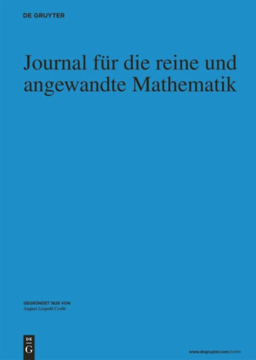 DE GRUYTER
Journal für die reine und
angewandte Mathematik
GEGRÜNDET 1826 VON
August Leopold Crelle
DE
G
www.degruyter.com/crelle